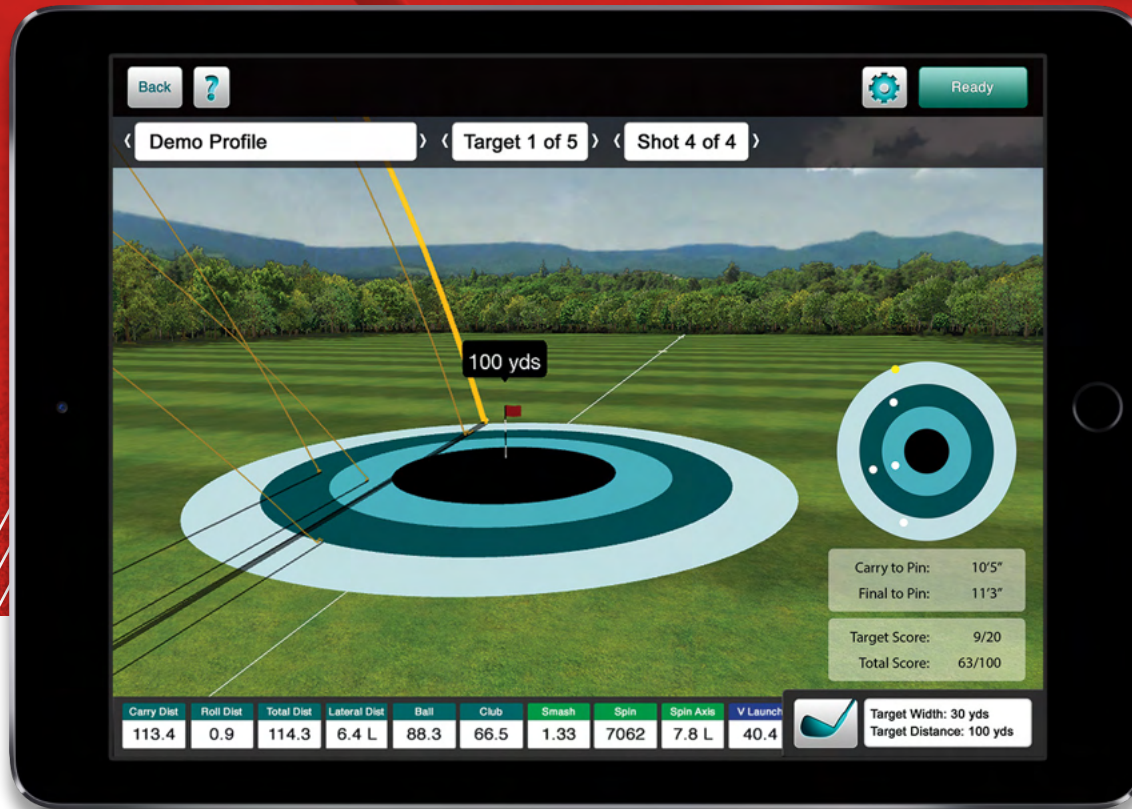 Back
?
Ready
‹ Demo Profile › ‹ Target 1 of 5 › ‹ Shot 4 of 4 ›
100 yds
Carry to Pin: 10'5"
Final to Pin: 11'3"
Target Score: 9/20
Total Score: 63/100
Carry Dist Roll Dist Total Dist Lateral Dist Ball Club Smash Spin Spin Axis V Launch
113.4 0.9 114.3 6.4 L 88.3 66.5 1.33 7062 7.8 L 40.4
Target Width: 30 yds
Target Distance: 100 yds